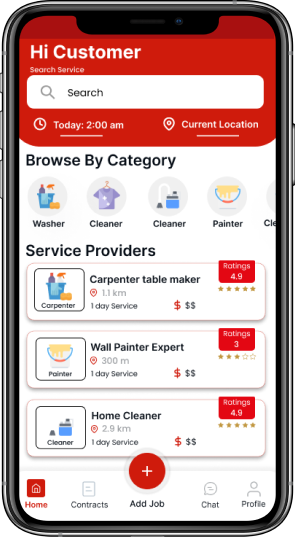 Hi Customer
Search Service
Search
Today: 2:00 am
Current Location
Browse By Category
Washer
Cleaner
Cleaner
Painter
Cle
Service Providers
Carpenter
Carpenter table maker
1.1 km
1 day Service
$ $$
Ratings
4.9
Painter
Wall Painter Expert
300 m
1 day Service
$ $$
Ratings
3
Cleaner
Home Cleaner
2.9 km
1 day Service
$ $$
Ratings
4.9
Home
Contracts
Add Job
Chat
Profile